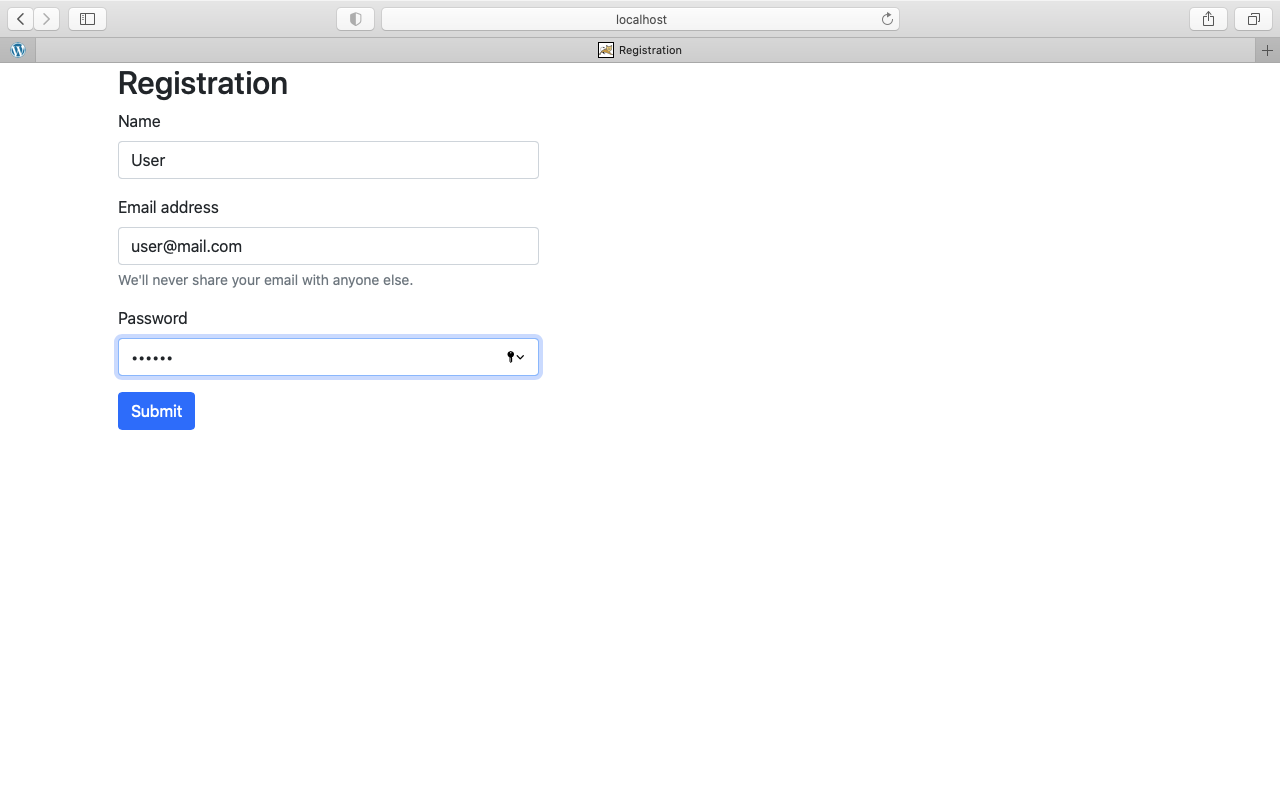 localhost
Registration
Registration
Name
User
Email address
user@mail.com
We'll never share your email with anyone else.
Password
••••••
Submit